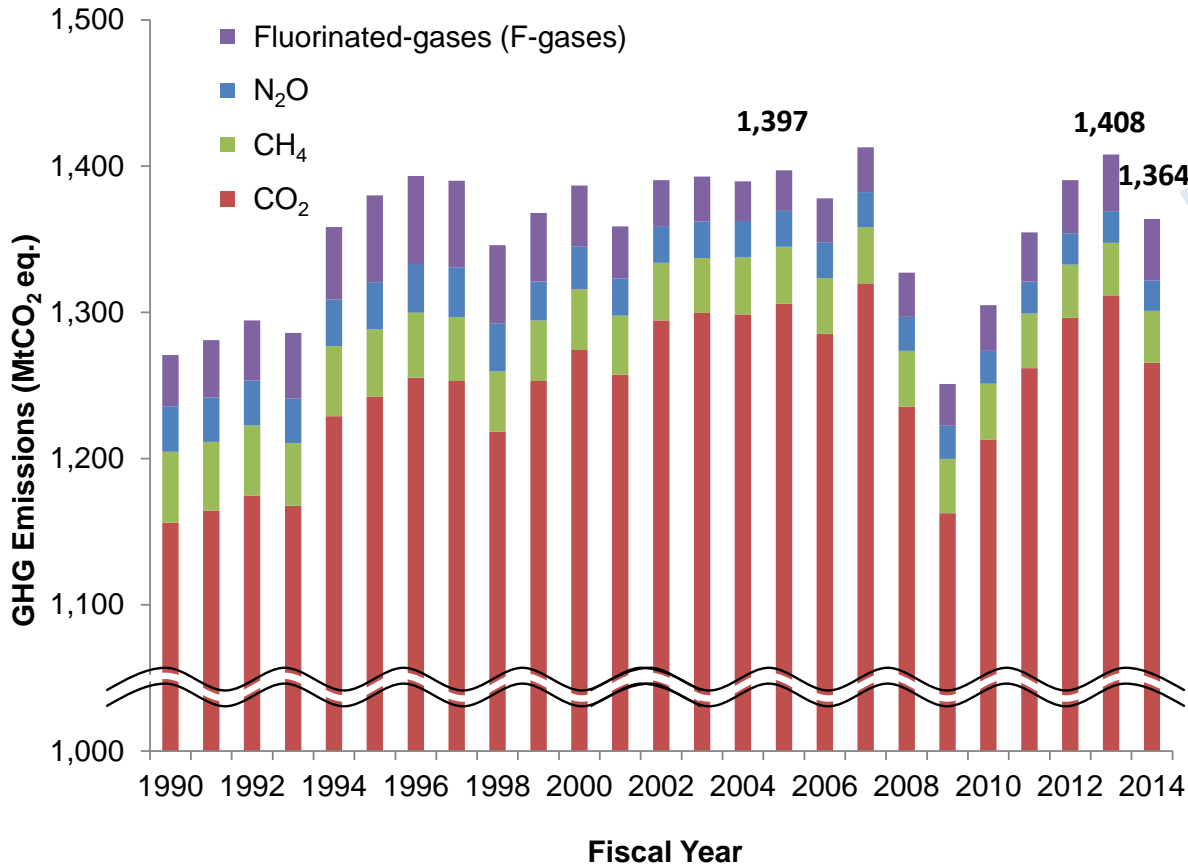 1,500
Fluorinated-gases (F-gases)
N₂O
CH₄
CO₂
1,397
1,408
1,364
1,400
1,300
1,200
1,100
1,000
GHG Emissions (MtCO₂ eq.)
1990 1992 1994 1996 1998 2000 2002 2004 2006 2008 2010 2012 2014
Fiscal Year